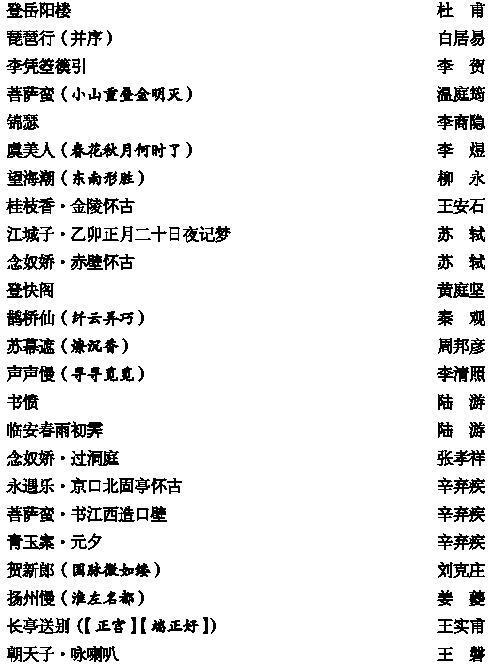 登岳阳楼 杜 甫
琵琶行（并序） 白居易
李凭箜篌引 李 贺
菩萨蛮（小山重叠金明灭） 温庭筠
锦瑟 李商隐
虞美人（春花秋月何时了） 李 煜
望海潮（东南形胜） 柳 永
桂枝香·金陵怀古 王安石
江城子·乙卯正月二十日夜记梦 苏 轼
念奴娇·赤壁怀古 苏 轼
登快阁 黄庭坚
鹊桥仙（纤云弄巧） 秦 观
苏幕遮（燎沉香） 周邦彦
声声慢（寻寻觅觅） 李清照
书愤 陆 游
临安春雨初霁 陆 游
念奴娇·过洞庭 张孝祥
永遇乐·京口北固亭怀古 辛弃疾
菩萨蛮·书江西造口壁 辛弃疾
青玉案·元夕 辛弃疾
贺新郎（国脉微如缕） 刘克庄
扬州慢（淮左名都） 姜 夔
长亭送别（【正宫】【端正好】） 王实甫
朝天子·咏喇叭 王 磐